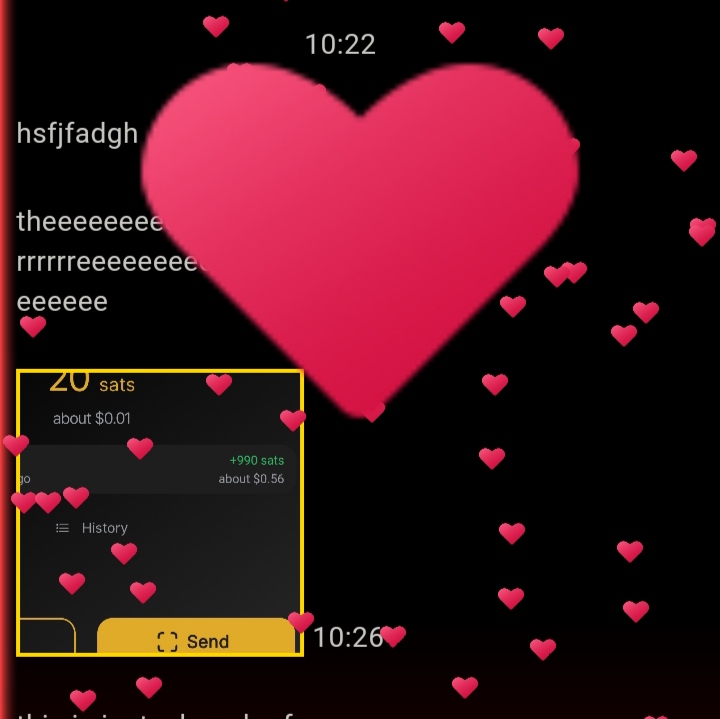 10:22
hsfjfadgh
theeeeeeee
rrrrrreeeeeeeee
eeeeee
20 sats
about $0.01
+990 sats
go
about $0.56
History
Send
10:26